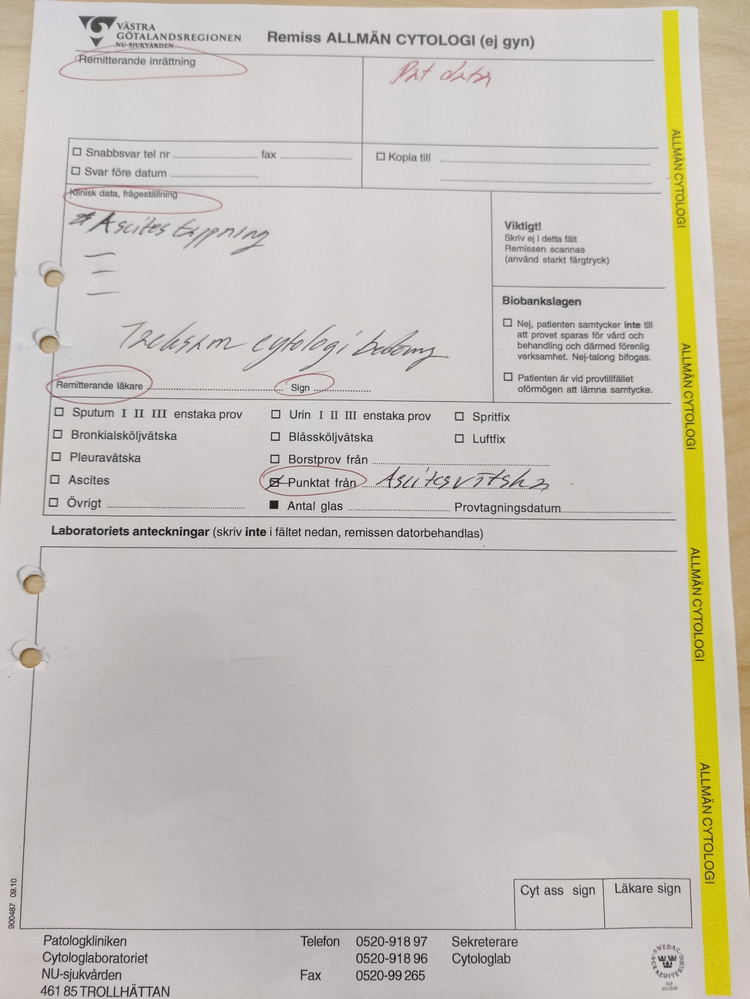 VÄSTRA
GÖTALANDSREGIONEN
NU-SJUKVÅRDEN
Remiss ALLMÄN CYTOLOGI (ej gyn)
Remitterande inrättning
Pat data
Snabbsvar tel nr fax
Kopia till
Svar före datum
Klinisk data, frågeställning
Ascites tappning
Viktigt!
Skriv ej i detta fält
Remissen scannas
(använd starkt färgtryck)
Biobankslagen
Nej, patienten samtycker inte till
att provet sparas för vård och
behandling och därmed förenlig
verksamhet. Nej-talong bifogas.
Patienten är vid provtillfället
oförmögen att lämna samtycke.
Tacksam cytologi
Remitterande läkare Sign
Sputum I II III enstaka prov
Urin I II III enstaka prov
Spritfix
Bronkialsköljvätska
Blåssköljvätska
Luftfix
Pleuravätska
Borstprov från
Ascites
Punktat från Ascitesvätska
Övrigt
Antal glas Provtagningsdatum
Laboratoriets anteckningar (skriv inte i fältet nedan, remissen datorbehandlas)
Cyt ass sign
Läkare sign
Patologkliniken Telefon 0520-918 97 Sekreterare
Cytologlaboratoriet 0520-918 96 Cytologlab
NU-sjukvården Fax 0520-99 265
461 85 TROLLHÄTTAN
900487 09.10
ALLMÄN CYTOLOGI
ALLMÄN CYTOLOGI
ALLMÄN CYTOLOGI
ALLMÄN CYTOLOGI